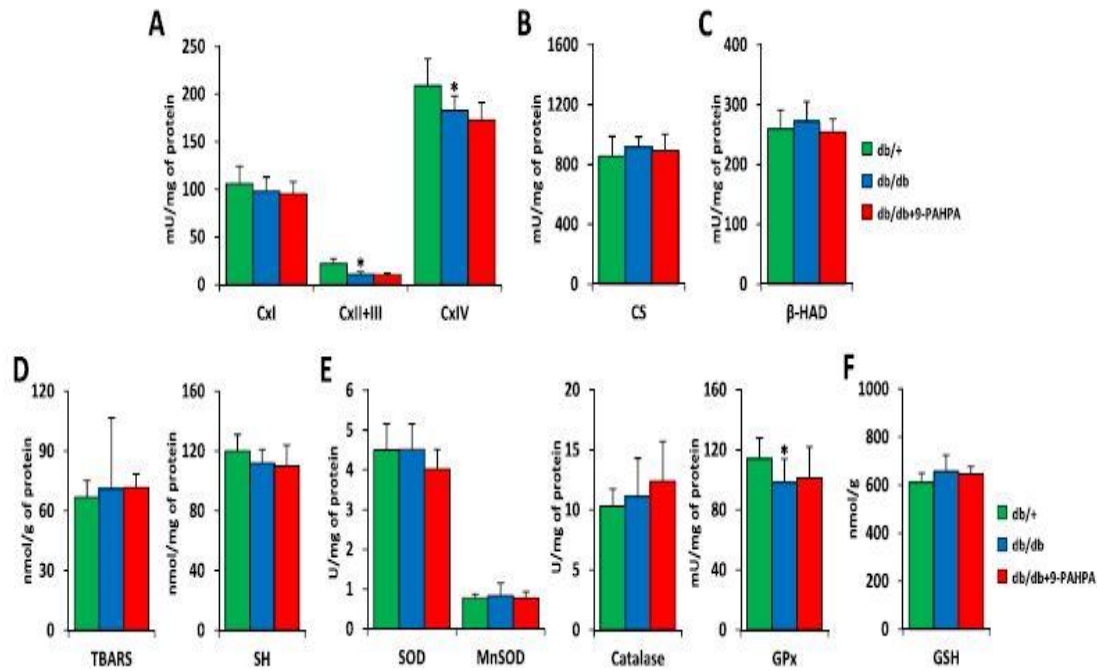 A
mU/mg of protein
250
200
150
100
50
0
*
*
CxI
CxII+III
CxIV
B
mU/mg of protein
1600
1200
800
400
0
CS
C
mU/mg of protein
400
300
200
100
0
β-HAD
db/+
db/db
db/db+9-PAHPA
D
nmol/g of protein
120
90
60
30
0
TBARS
nmol/mg of protein
160
120
80
40
0
SH
E
U/mg of protein
6
5
4
3
2
1
0
SOD
MnSOD
U/mg of protein
20
15
10
5
0
Catalase
mU/mg of protein
160
120
80
40
0
*
GPx
F
nmol/g
1000
800
600
400
200
0
GSH
db/+
db/db
db/db+9-PAHPA